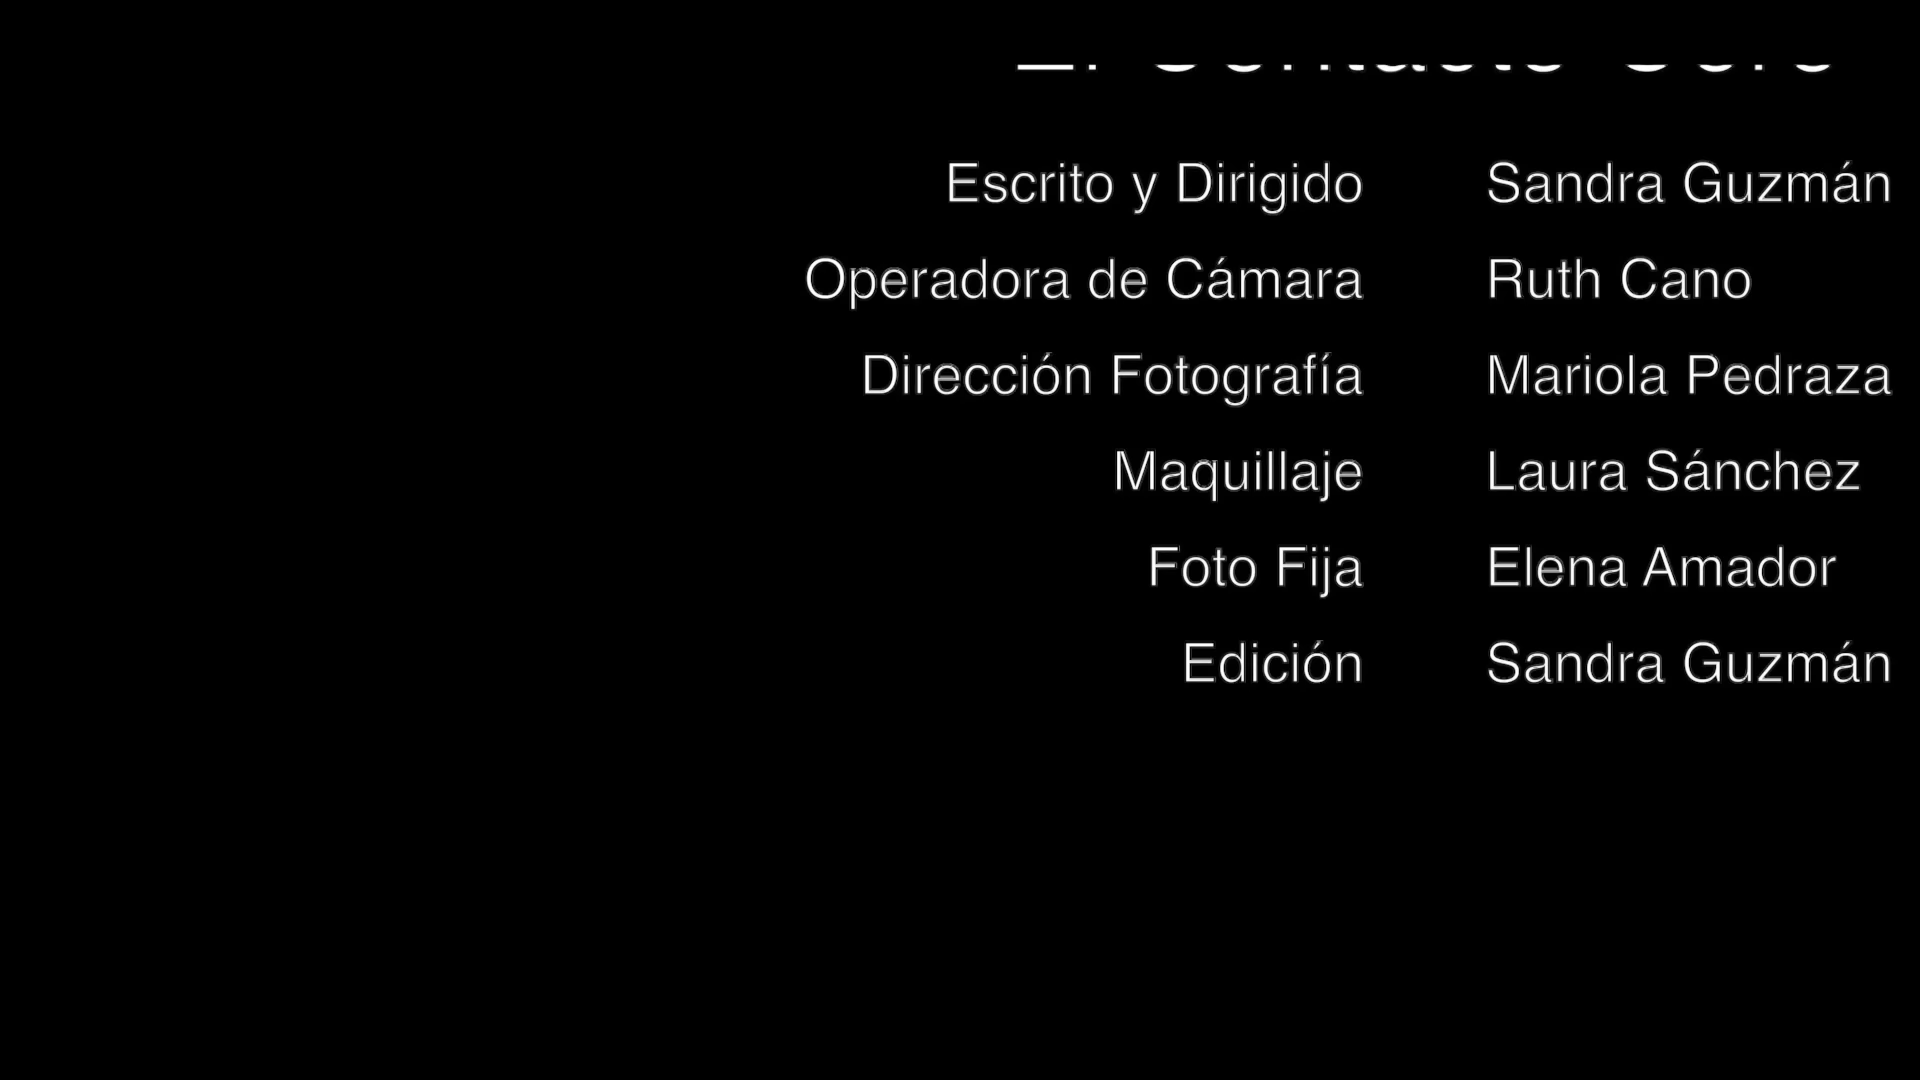 Escrito y Dirigido Sandra Guzmán
Operadora de Cámara Ruth Cano
Dirección Fotografía Mariola Pedraza
Maquillaje Laura Sánchez
Foto Fija Elena Amador
Edición Sandra Guzmán